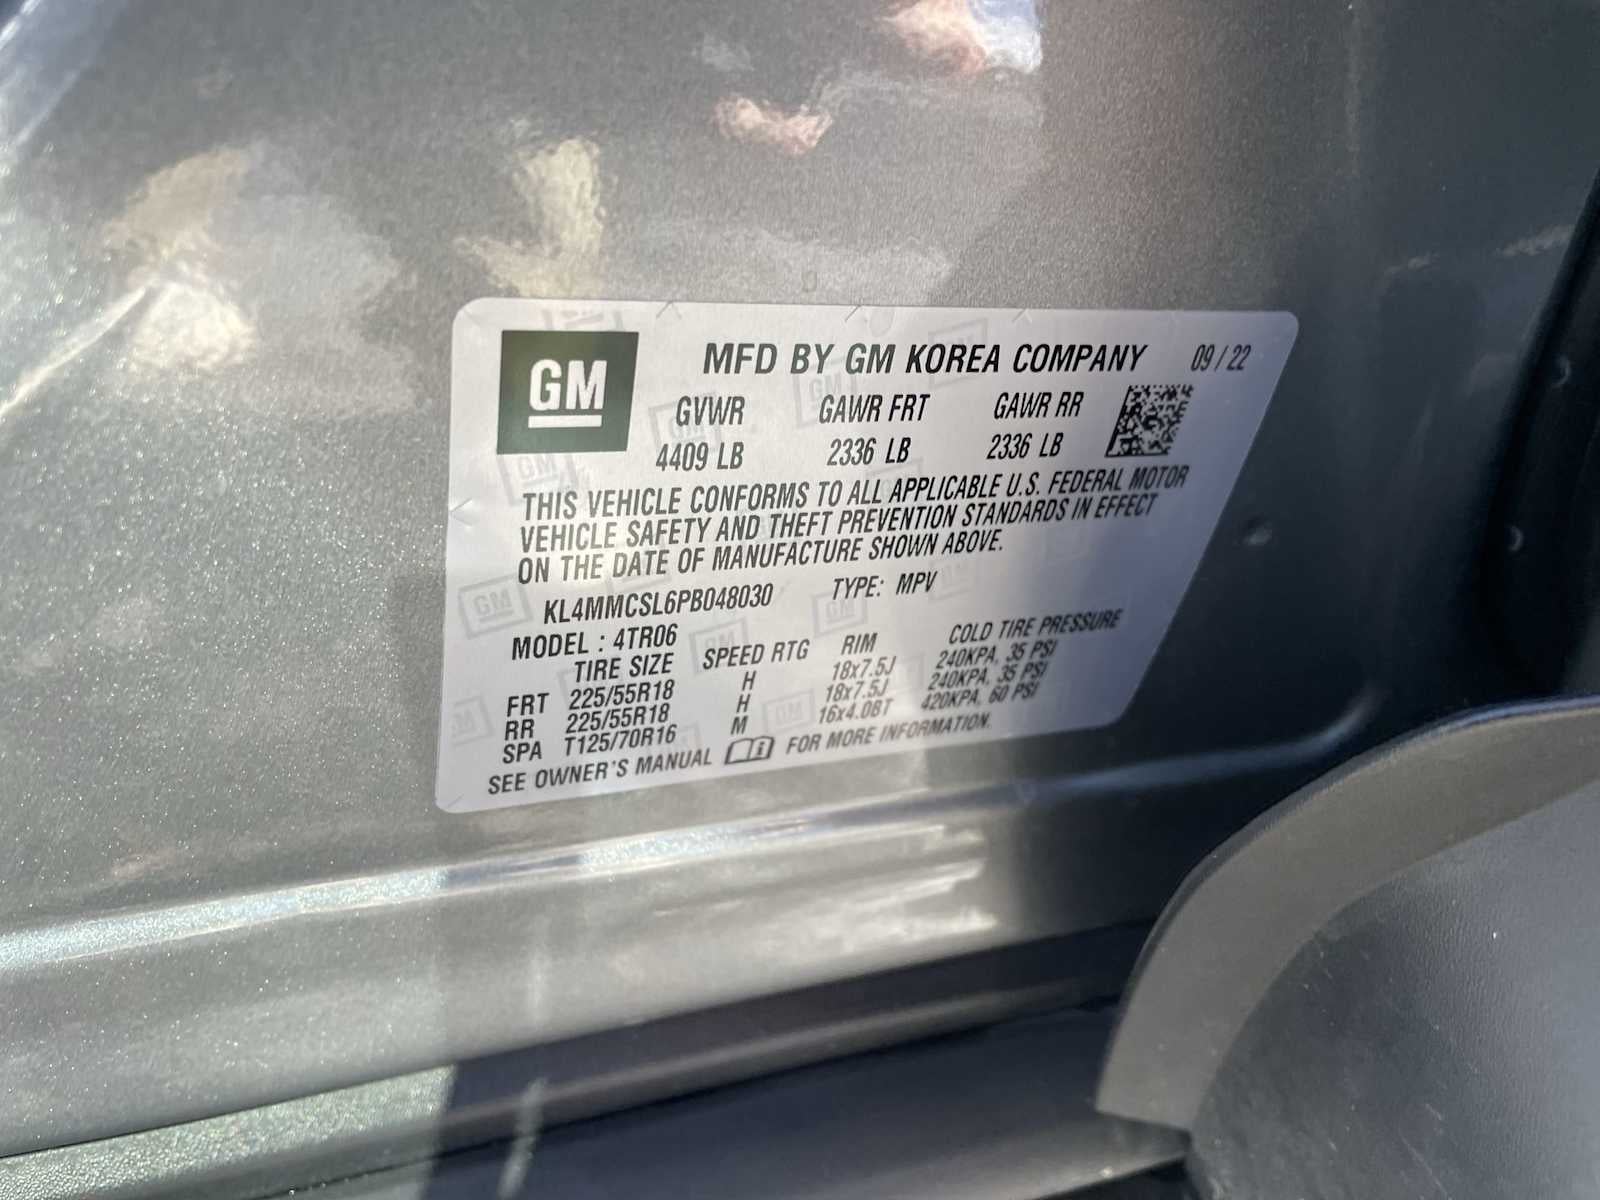 GM
MFD BY GM KOREA COMPANY 09/22
GVWR GAWR FRT GAWR RR
4409 LB 2336 LB 2336 LB
THIS VEHICLE CONFORMS TO ALL APPLICABLE U.S. FEDERAL MOTOR
VEHICLE SAFETY AND THEFT PREVENTION STANDARDS IN EFFECT
ON THE DATE OF MANUFACTURE SHOWN ABOVE.
KL4MMCSL6PB048030 TYPE: MPV
MODEL : 4TR06
TIRE SIZE SPEED RTG RIM COLD TIRE PRESSURE
FRT 225/55R18 H 18x7.5J 240KPA, 35 PSI
RR 225/55R18 H 18x7.5J 240KPA, 35 PSI
SPA T125/70R16 M 16x4.0BT 420KPA, 60 PSI
SEE OWNER'S MANUAL FOR MORE INFORMATION.